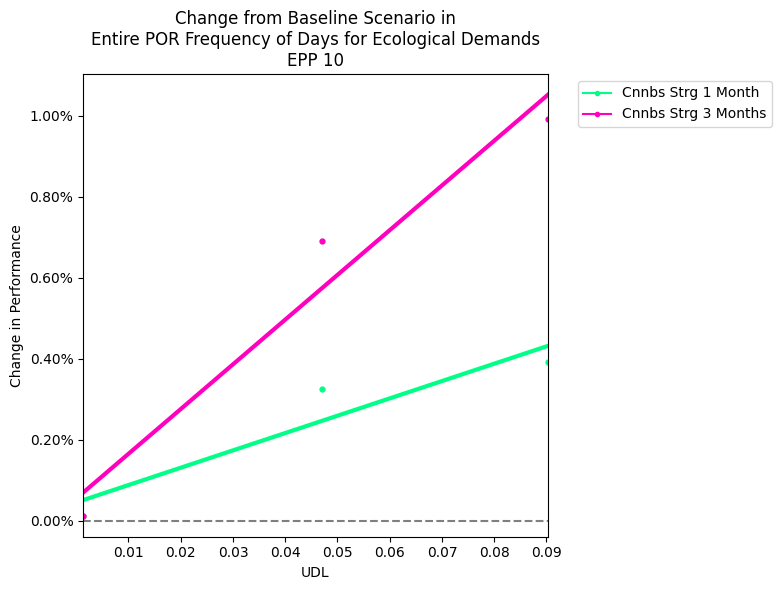 Change from Baseline Scenario in
Entire POR Frequency of Days for Ecological Demands
EPP 10
Cnnbs Strg 1 Month
Cnnbs Strg 3 Months
Change in Performance
1.00%
0.80%
0.60%
0.40%
0.20%
0.00%
0.01 0.02 0.03 0.04 0.05 0.06 0.07 0.08 0.09
UDL